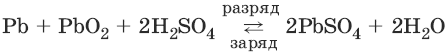 Pb + PbO₂ + 2H₂SO₄ разряд ⇄ заряд 2PbSO₄ + 2H₂O